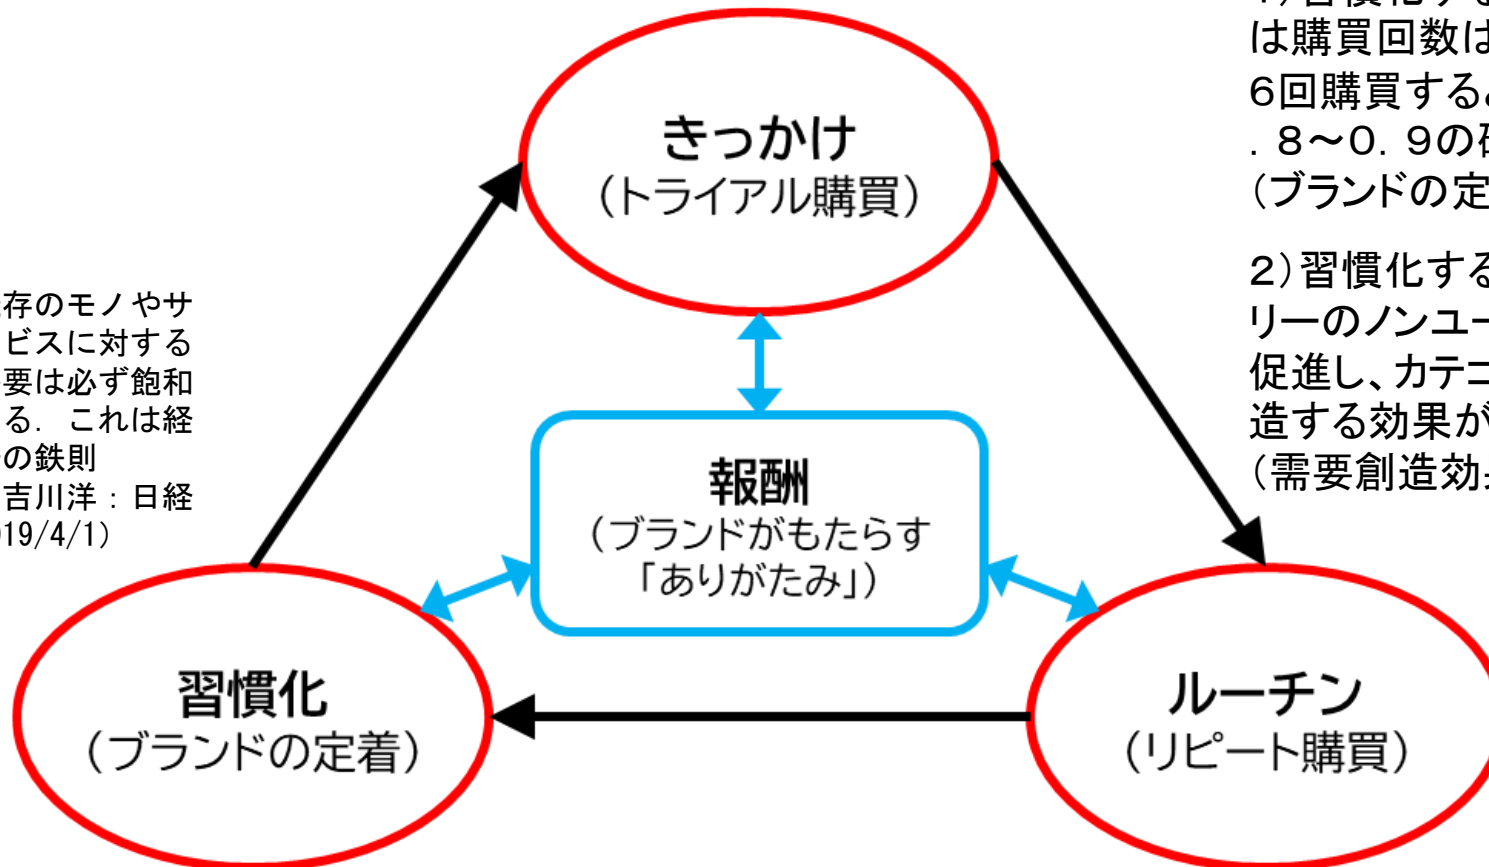 きっかけ
（トライアル購買）
報酬
（ブランドがもたらす
「ありがたみ」）
習慣化
（ブランドの定着）
ルーチン
（リピート購買）
存のモノやサ
ビスに対する
要は必ず飽和
る．これは経
の鉄則
吉川洋：日経
19/4/1）
は購買回数は
６回購買する
．８〜０．９の
（ブランドの定
２）習慣化する
リーのノンユー
促進し、カテゴ
造する効果が
（需要創造効